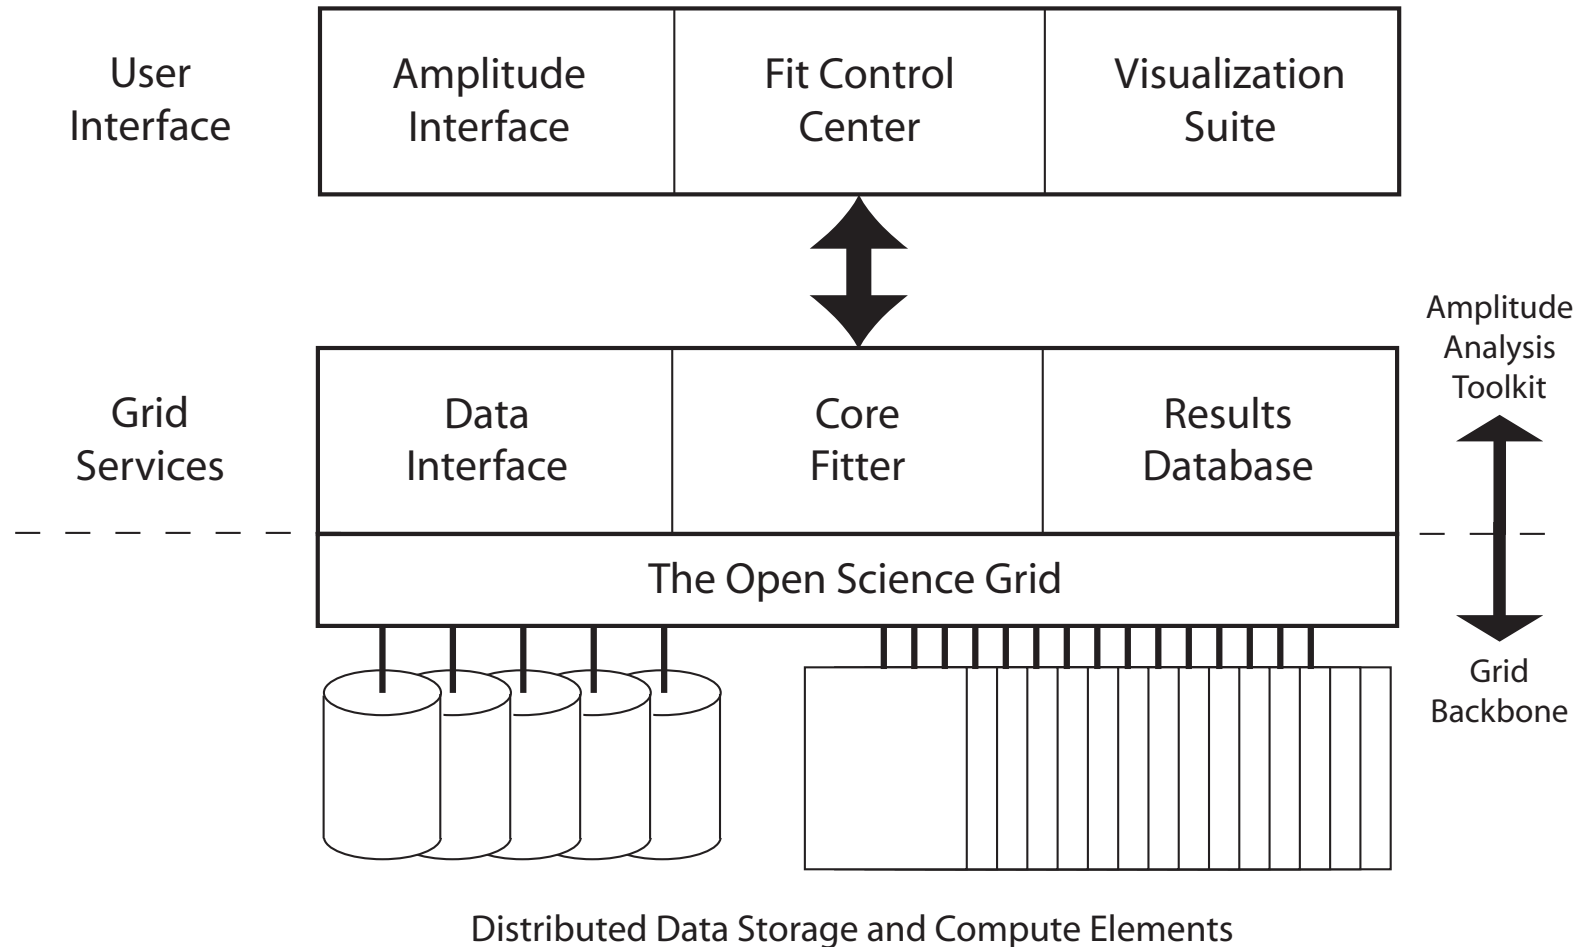 User
Interface
Amplitude
Interface
Fit Control
Center
Visualization
Suite
Amplitude
Analysis
Toolkit
Grid
Services
Data
Interface
Core
Fitter
Results
Database
The Open Science Grid
Grid
Backbone
Distributed Data Storage and Compute Elements